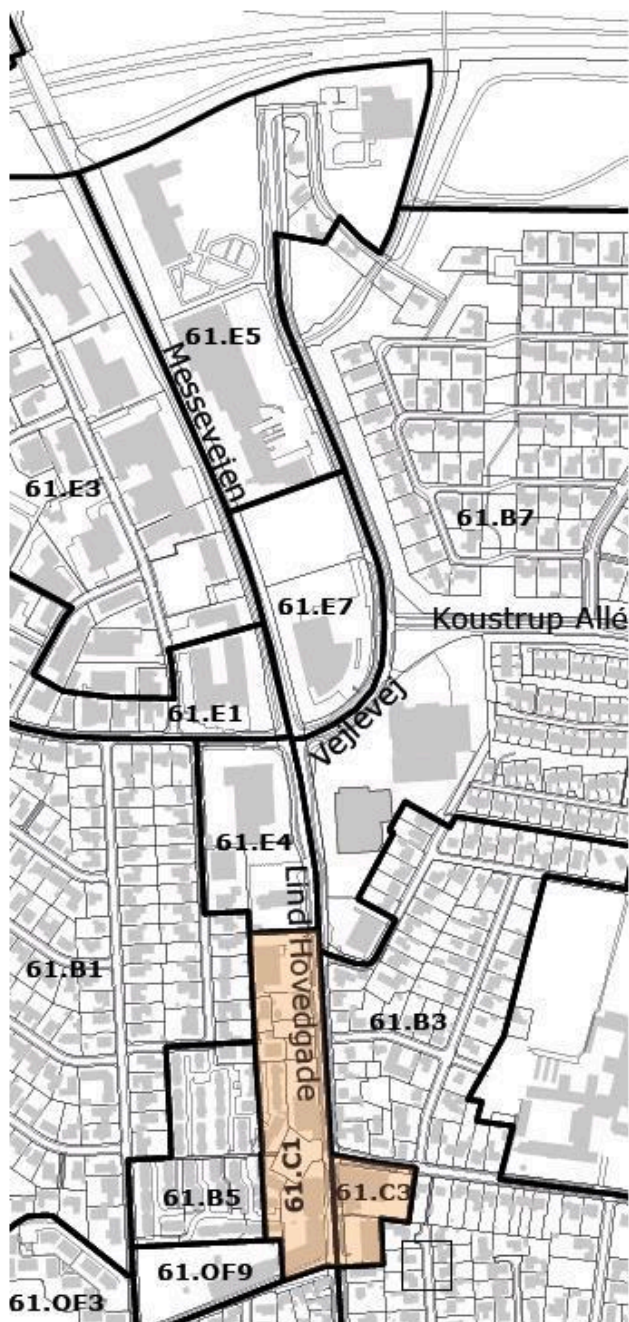 61.E5
Messevejen
61.E3
61.B7
61.E7
Koustrup Allé
61.E1
Vejlevej
61.E4
Lind Hovedgade
61.B1
61.B3
61.C1
61.C3
61.B5
61.OF9
61.OF3